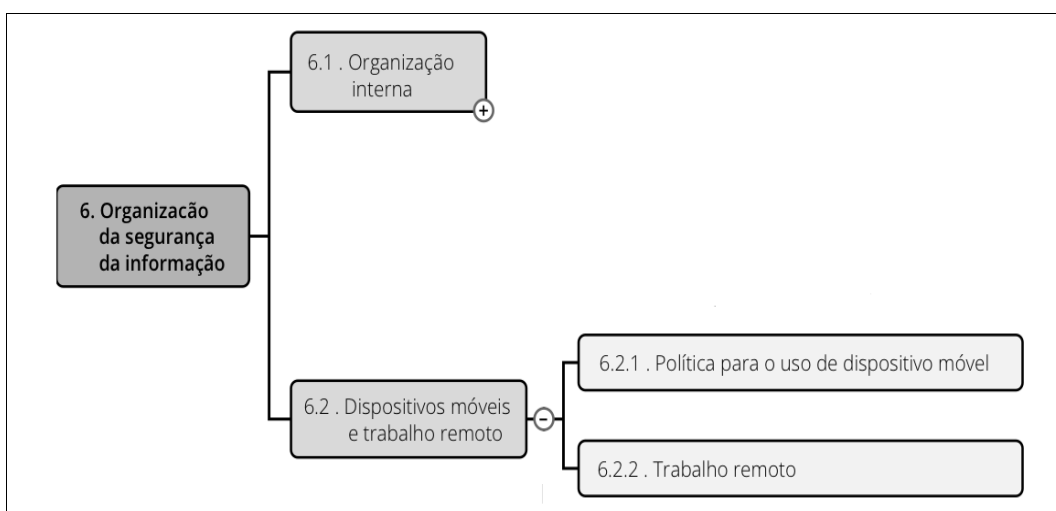 6.1 . Organização
interna
+
6. Organizacão
da segurança
da informação
6.2.1 . Política para o uso de dispositivo móvel
6.2 . Dispositivos móveis
e trabalho remoto
-
6.2.2 . Trabalho remoto